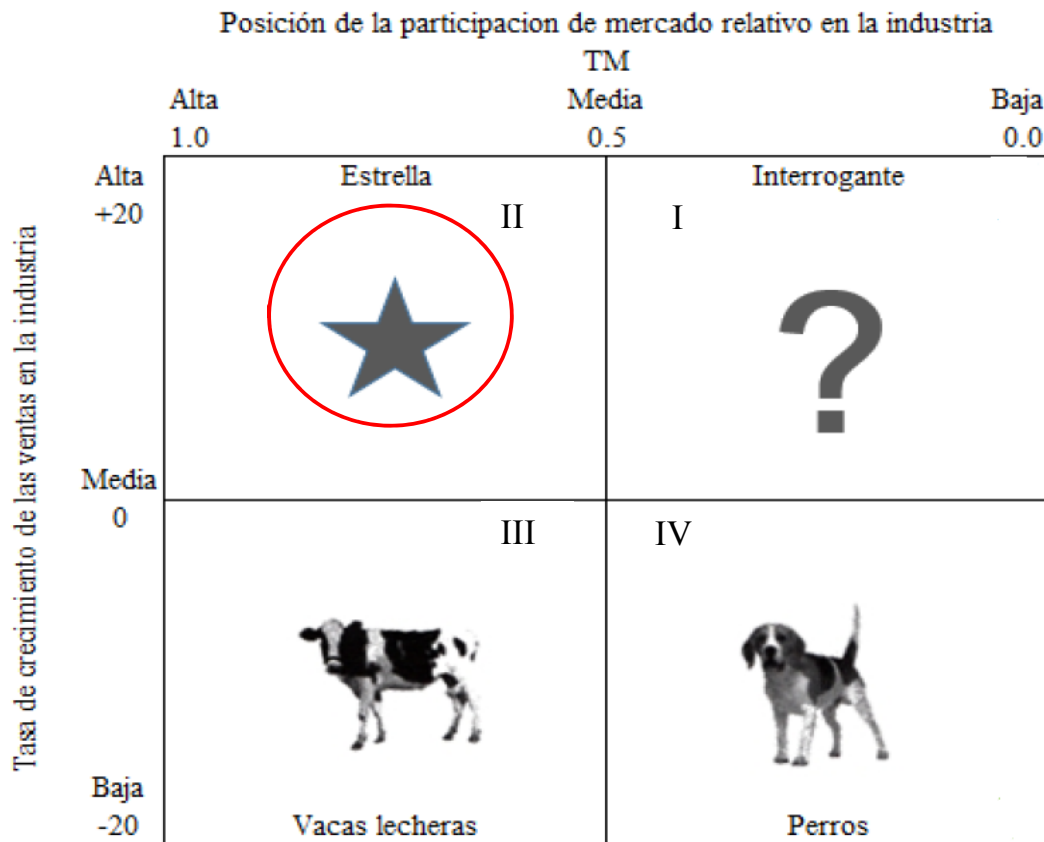 Posición de la participacion de mercado relativo en la industria
TM
Alta Media Baja
1.0 0.5 0.0
Tasa de crecimiento de las ventas en la industria
Alta Estrella Interrogante
+20 II I
?
Media
0 III IV
Baja
-20 Vacas lecheras Perros